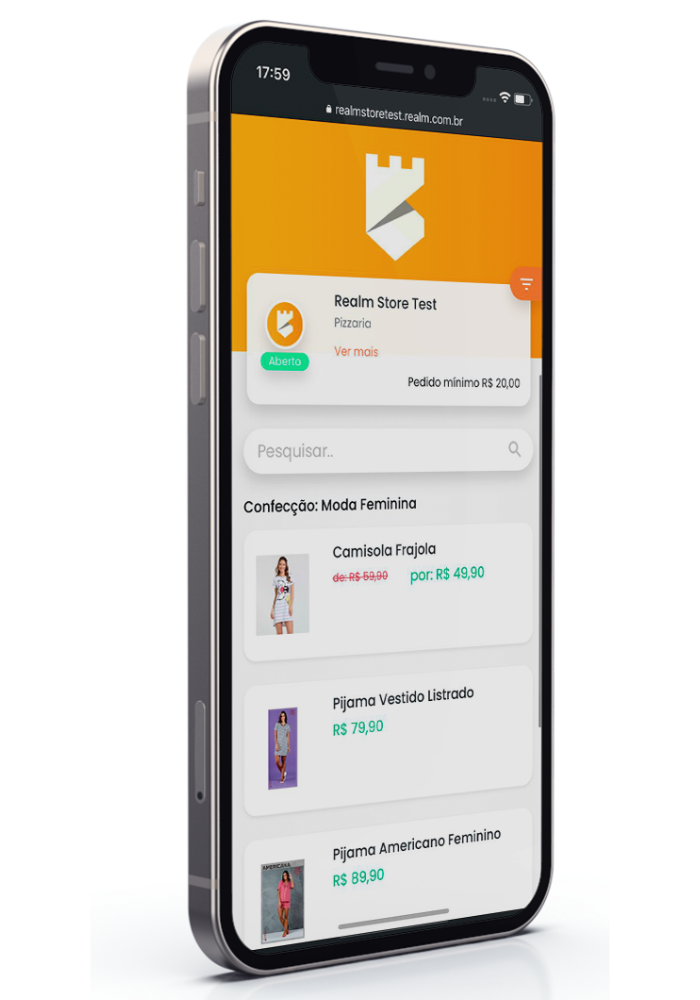 17:59
realmstoretest.realm.com.br
Realm Store Test
Pizzaria
Aberto
Ver mais
Pedido mínimo R$ 20,00
Pesquisar..
Confecção: Moda Feminina
Camisola Frajola
de: R$ 59,90 por: R$ 49,90
Pijama Vestido Listrado
R$ 79,90
Pijama Americano Feminino
R$ 89,90
AMERICANA